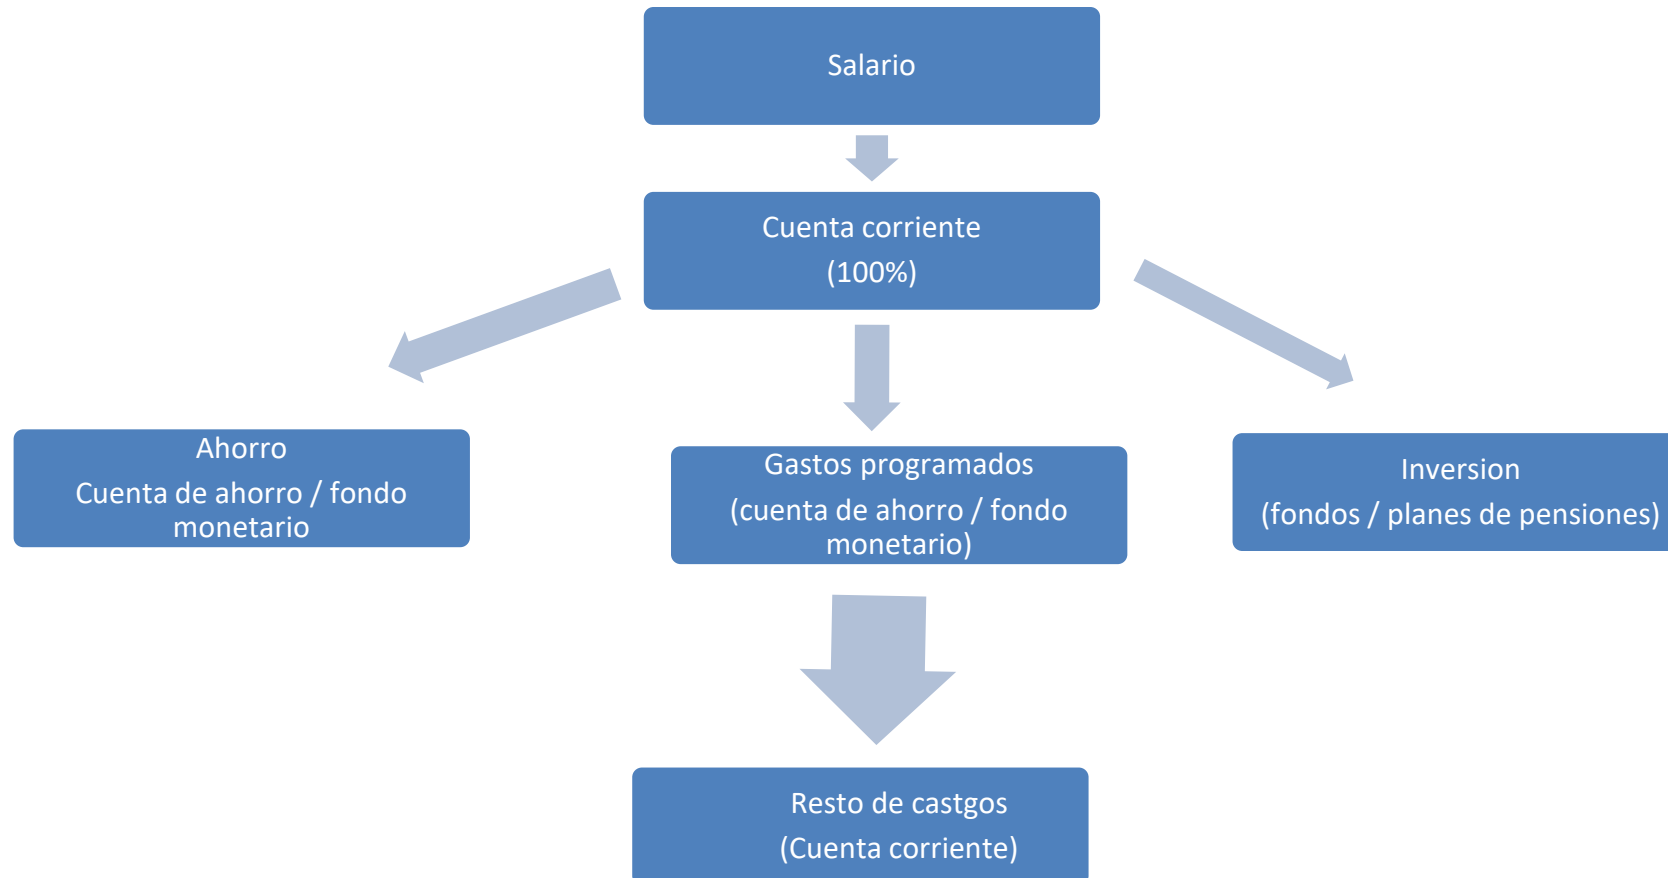 Salario
Cuenta corriente
(100%)
Ahorro
Cuenta de ahorro / fondo
monetario
Gastos programados
(cuenta de ahorro / fondo
monetario)
Inversion
(fondos / planes de pensiones)
Resto de castgos
(Cuenta corriente)